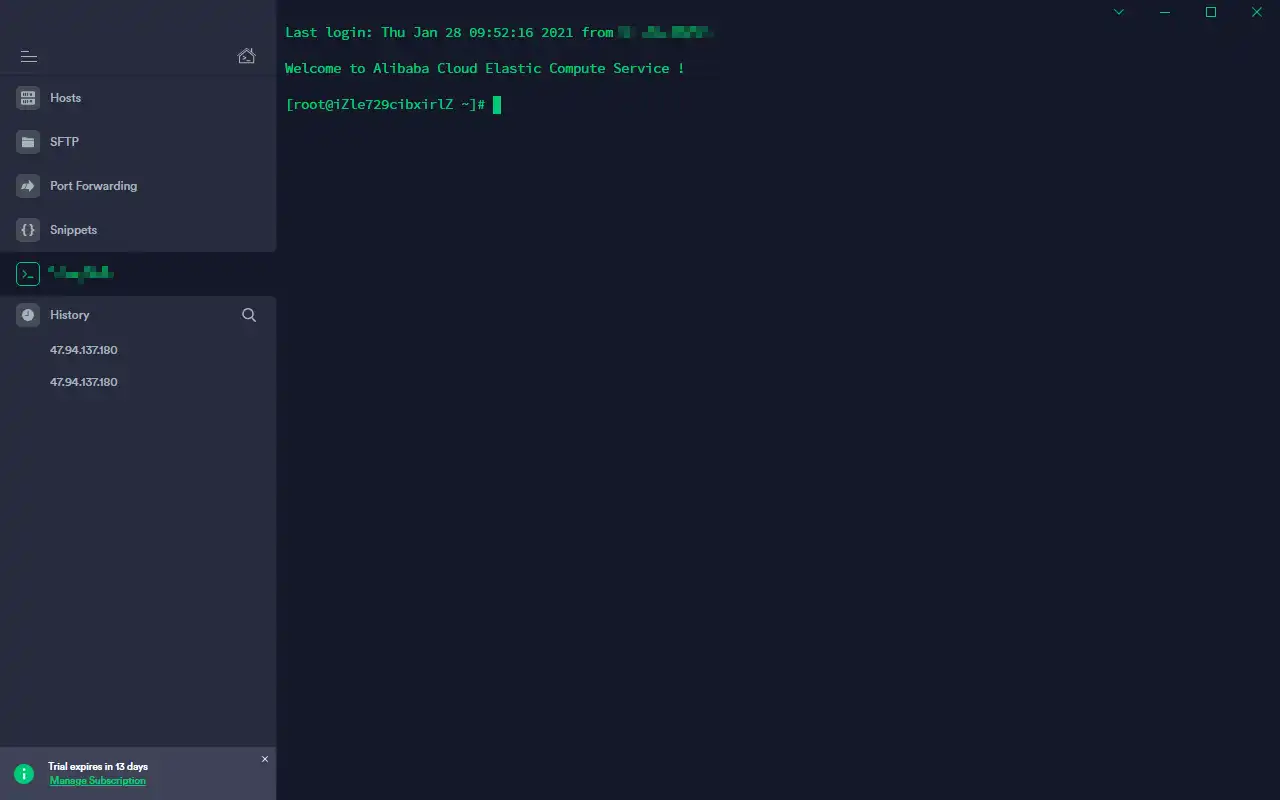 Hosts
SFTP
Port Forwarding
Snippets
History
47.94.137.180
47.94.137.180
Trial expires in 13 days
Manage Subscription
Last login: Thu Jan 28 09:52:16 2021 from
Welcome to Alibaba Cloud Elastic Compute Service !
[root@iZle729cibxirlZ ~]#